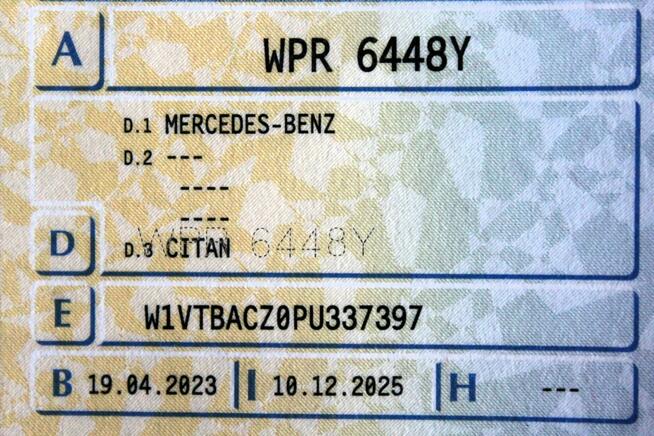 A WPR 6448Y
D.1 MERCEDES-BENZ
D.2 ---
----
----
D D.3 CITAN WPR 6448Y
E W1VTBACZ0PU337397
B 19.04.2023 I 10.12.2025 H ---